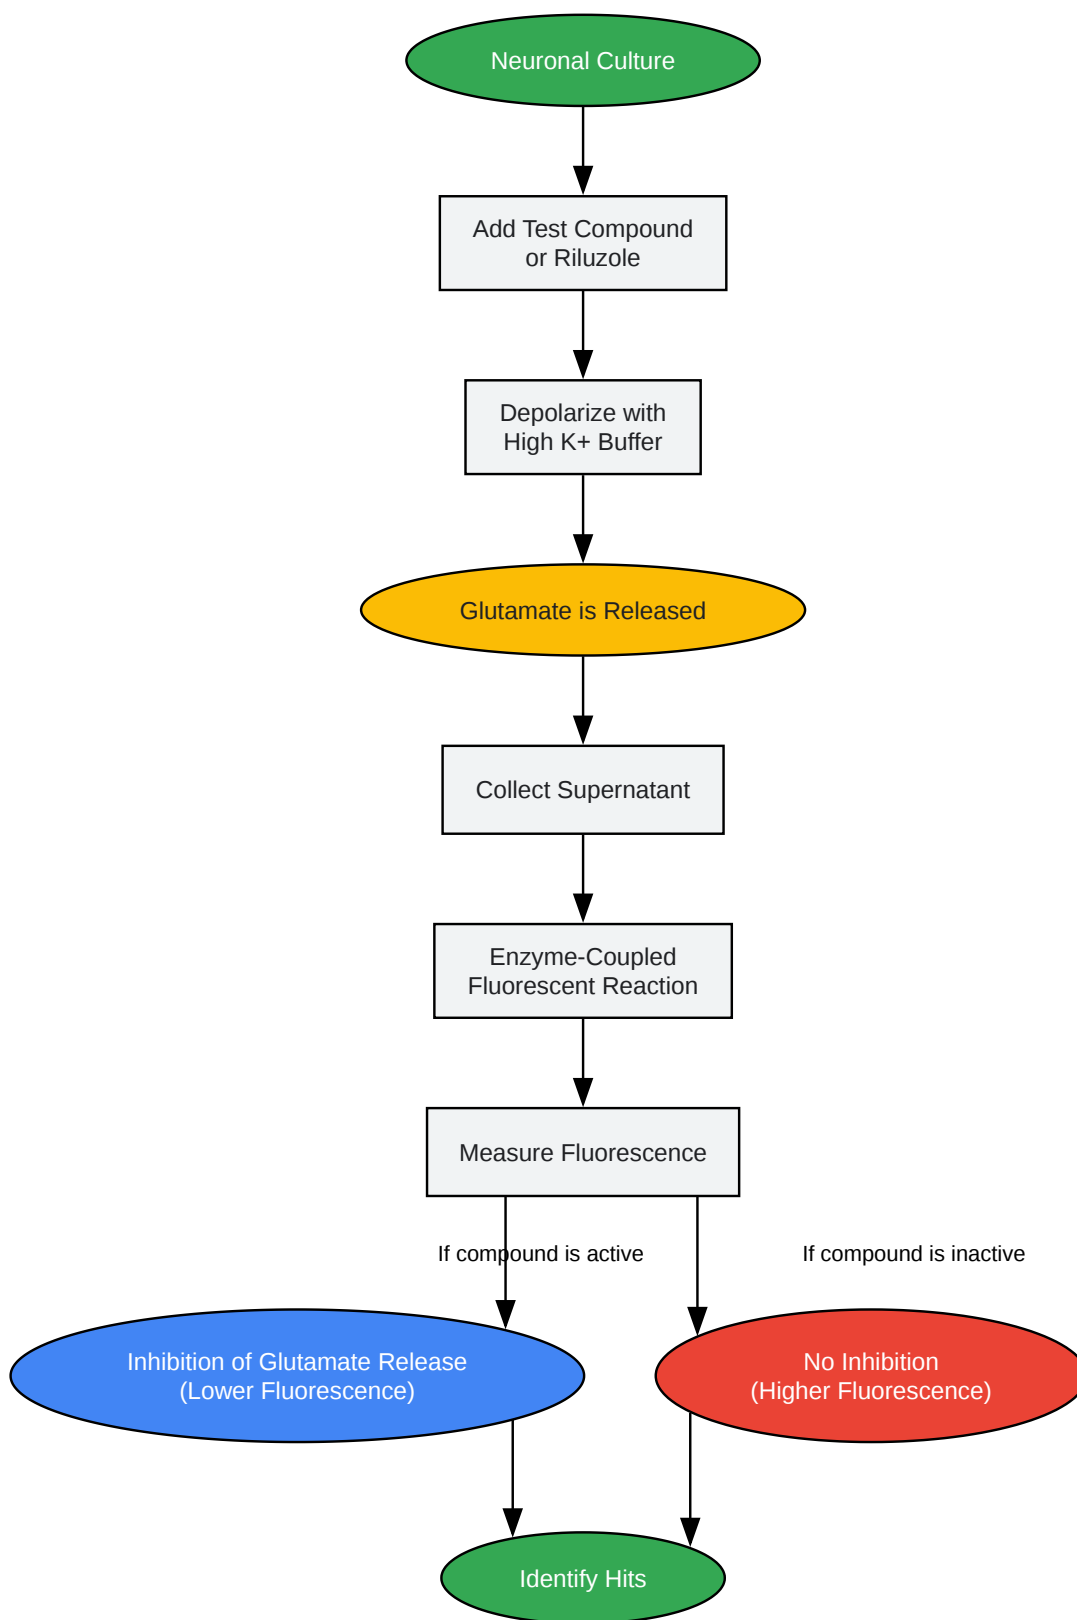 Neuronal Culture
Add Test Compound
or Riluzole
Depolarize with
High K+ Buffer
Glutamate is Released
Collect Supernatant
Enzyme-Coupled
Fluorescent Reaction
Measure Fluorescence
If compound is active
If compound is inactive
Inhibition of Glutamate Release
(Lower Fluorescence)
No Inhibition
(Higher Fluorescence)
Identify Hits